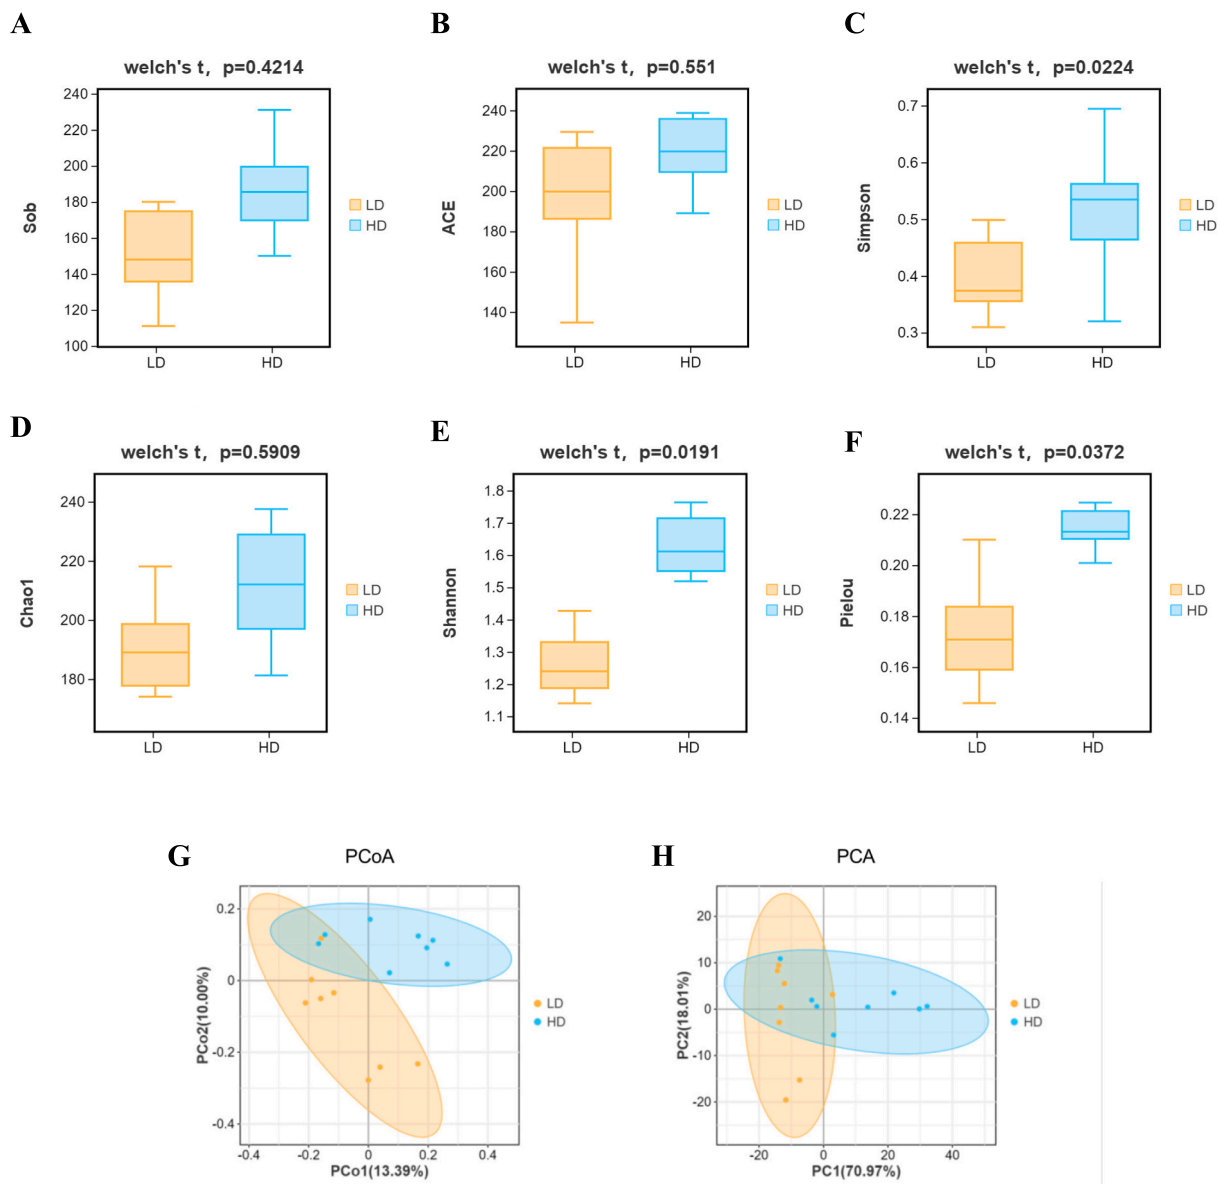 A
welch's t, p=0.4214
240
220
200
180
160
140
120
100
Sob
LD
HD
LD
HD
B
welch's t, p=0.551
240
220
200
180
160
140
ACE
LD
HD
LD
HD
C
welch's t, p=0.0224
0.7
0.6
0.5
0.4
0.3
Simpson
LD
HD
LD
HD
D
welch's t, p=0.5909
240
220
200
180
Chao1
LD
HD
LD
HD
E
welch's t, p=0.0191
1.8
1.7
1.6
1.5
1.4
1.3
1.2
1.1
Shannon
LD
HD
LD
HD
F
welch's t, p=0.0372
0.22
0.20
0.18
0.16
0.14
Pielou
LD
HD
LD
HD
G
PCoA
0.2
0
-0.2
-0.4
PCo2(10.00%)
-0.4
-0.2
0
0.2
0.4
PCo1(13.39%)
LD
HD
H
PCA
20
10
0
-10
-20
PC2(18.01%)
-20
0
20
40
PC1(70.97%)
LD
HD